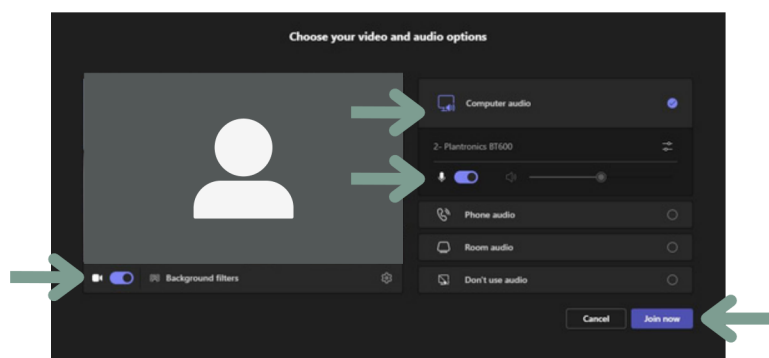 Choose your video and audio options
Computer audio
2- Plantronics BT600
Phone audio
Room audio
Background filters
Don't use audio
Cancel
Join now